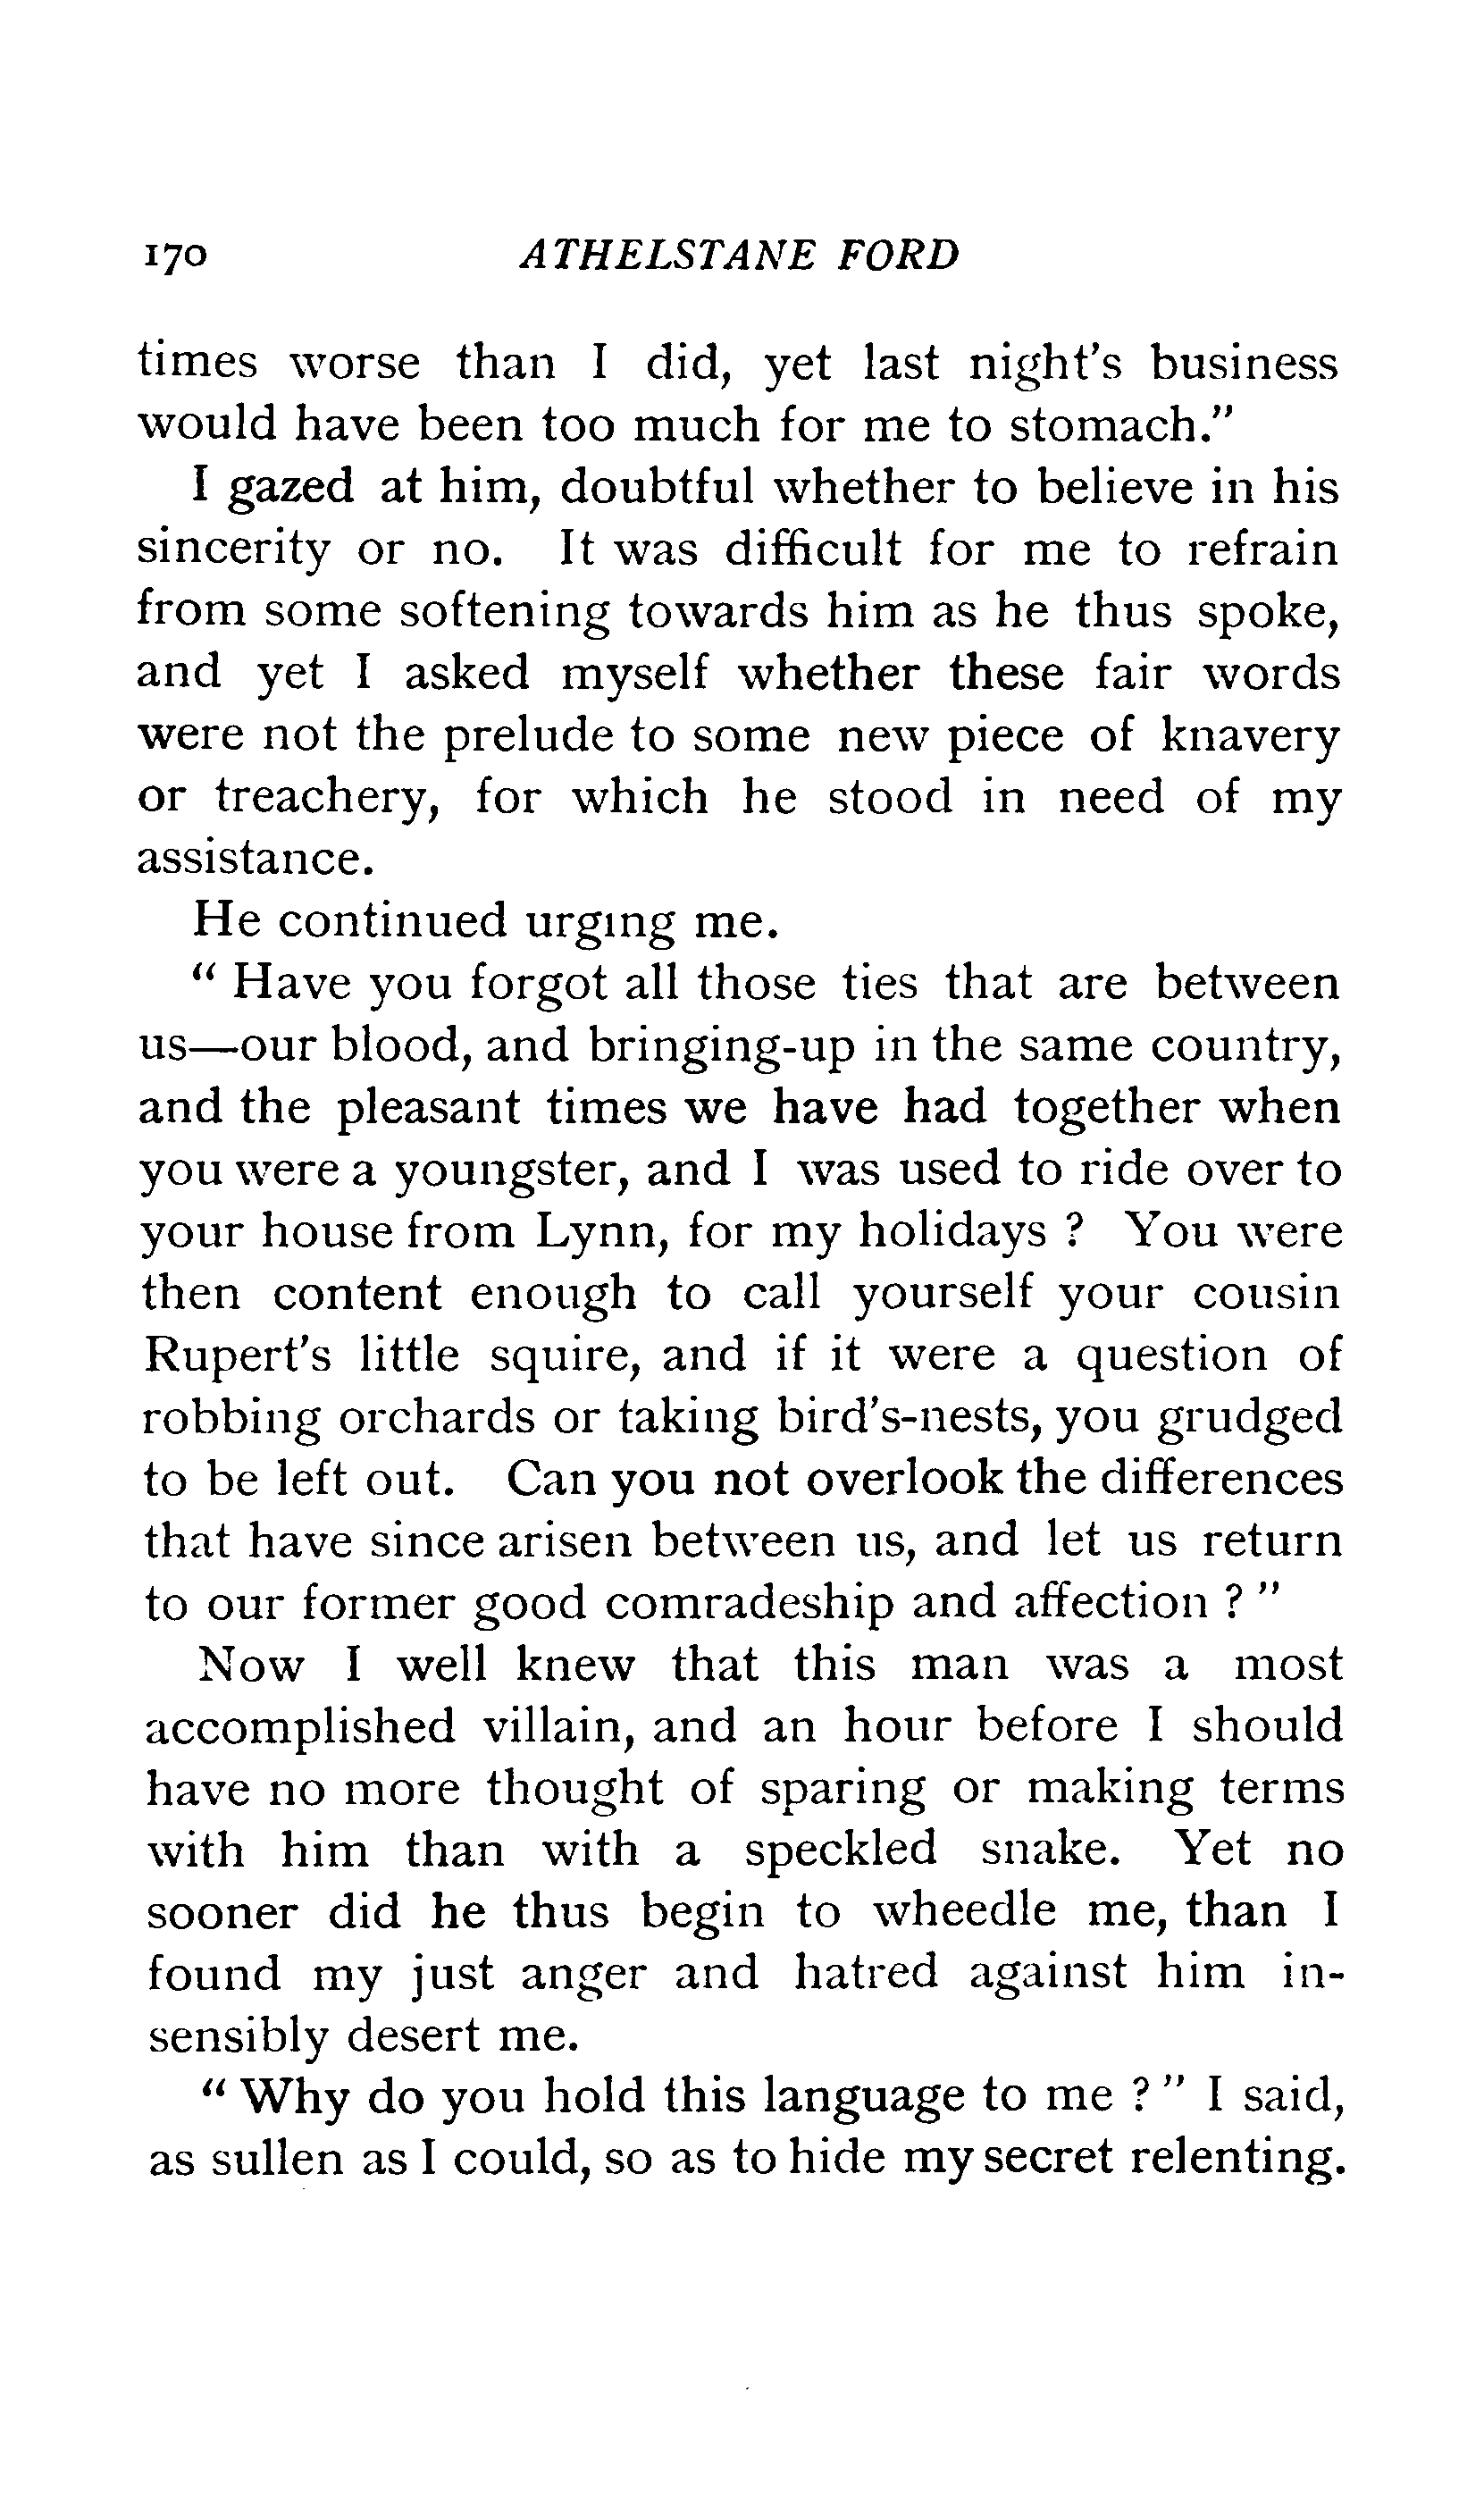 170 ATHELSTANE FORD
times worse than I did, yet last night's business
would have been too much for me to stomach."
I gazed at him, doubtful whether to believe in his
sincerity or no. It was difficult for me to refrain
from some softening towards him as he thus spoke,
and yet I asked myself whether these fair words
were not the prelude to some new piece of knavery
or treachery, for which he stood in need of my
assistance.
He continued urging me.
" Have you forgot all those ties that are between
us—our blood, and bringing-up in the same country,
and the pleasant times we have had together when
you were a youngster, and I was used to ride over to
your house from Lynn, for my holidays ? You were
then content enough to call yourself your cousin
Rupert's little squire, and if it were a question of
robbing orchards or taking bird's-nests, you grudged
to be left out. Can you not overlook the differences
that have since arisen between us, and let us return
to our former good comradeship and affection ? "
Now I well knew that this man was a most
accomplished villain, and an hour before I should
have no more thought of sparing or making terms
with him than with a speckled snake. Yet no
sooner did he thus begin to wheedle me, than I
found my just anger and hatred against him in-
sensibly desert me.
" Why do you hold this language to me ? " I said,
as sullen as I could, so as to hide my secret relenting.